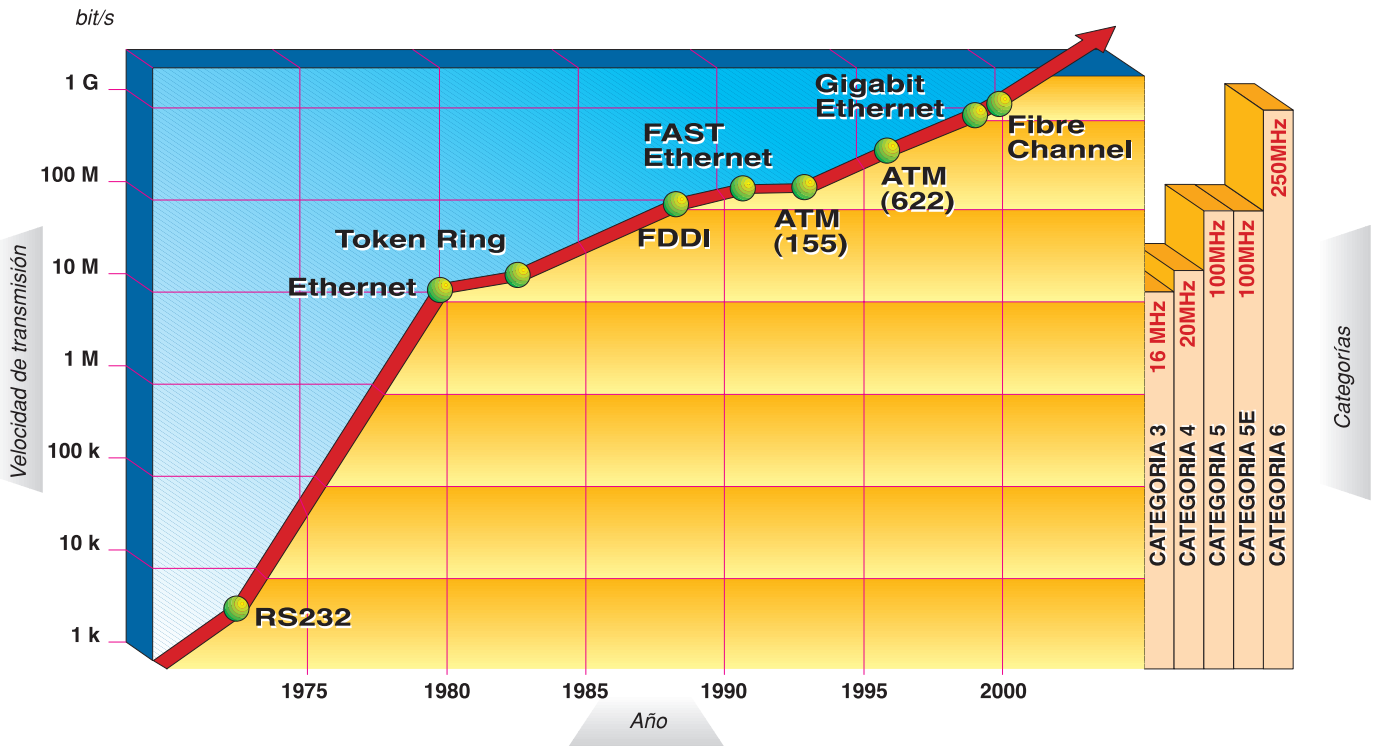 bit/s
1 G
100 M
10 M
1 M
100 k
10 k
1 k
Velocidad de transmisión
RS232
Ethernet
Token Ring
FDDI
FAST
Ethernet
ATM
(155)
ATM
(622)
Gigabit
Ethernet
Fibre
Channel
1975
1980
1985
1990
1995
2000
Año
16 MHz
20MHz
100MHz
100MHz
250MHz
CATEGORIA 3
CATEGORIA 4
CATEGORIA 5
CATEGORIA 5E
CATEGORIA 6
Categorías